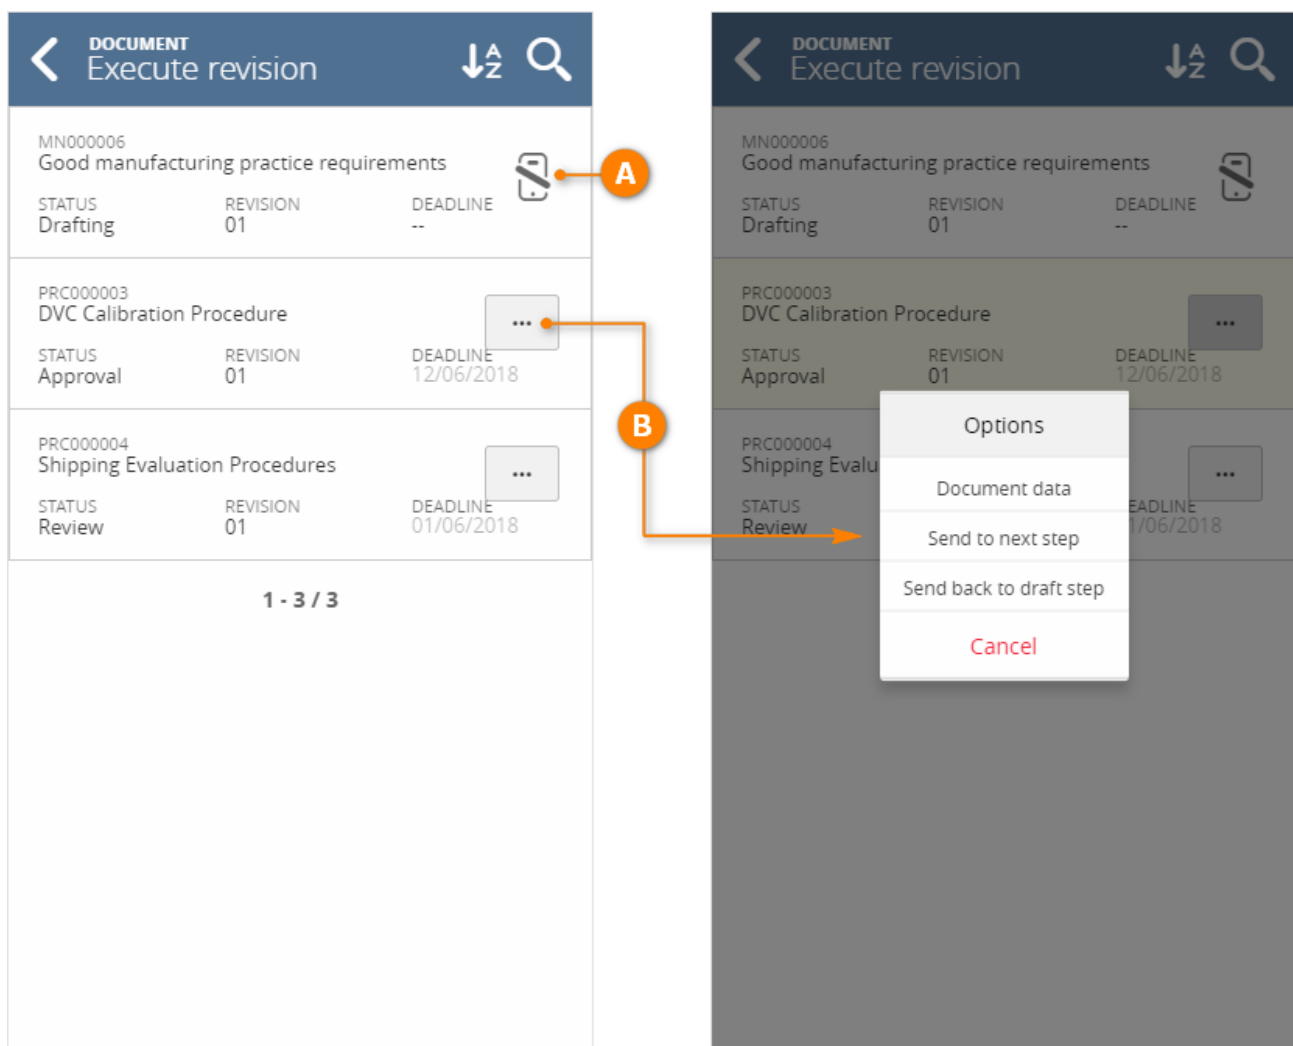 DOCUMENT
Execute revision
A
Z
MN000006
Good manufacturing practice requirements
STATUS REVISION DEADLINE
Drafting 01 --
PRC000003
DVC Calibration Procedure
...
STATUS REVISION DEADLINE
Approval 01 12/06/2018
PRC000004
Shipping Evaluation Procedures
...
STATUS REVISION DEADLINE
Review 01 01/06/2018
1 - 3 / 3
A
B
DOCUMENT
Execute revision
A
Z
MN000006
Good manufacturing practice requirements
STATUS REVISION DEADLINE
Drafting 01 --
PRC000003
DVC Calibration Procedure
...
STATUS REVISION DEADLINE
Approval 01 12/06/2018
PRC000004
Shipping Evalu
...
STATUS EADLINE
Review 1/06/2018
Options
Document data
Send to next step
Send back to draft step
Cancel